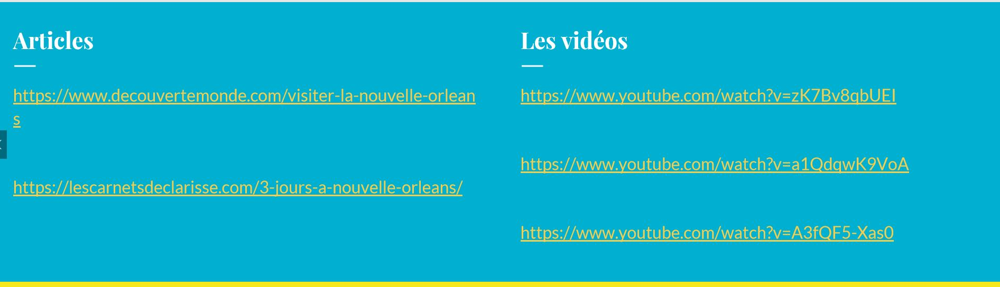 Articles
https://www.decouvertemonde.com/visiter-la-nouvelle-orlean
s
https://lescarnetsdeclarisse.com/3-jours-a-nouvelle-orleans/
Les vidéos
https://www.youtube.com/watch?v=zK7Bv8qbUEI
https://www.youtube.com/watch?v=a1QdqwK9VoA
https://www.youtube.com/watch?v=A3fQF5-Xas0